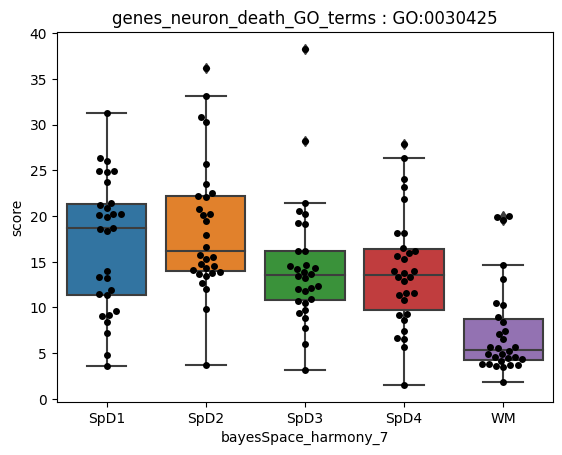 genes_neuron_death_GO_terms : GO:0030425
40
35
30
25
20
15
10
5
0
score
SpD1 SpD2 SpD3 SpD4 WM
bayesSpace_harmony_7